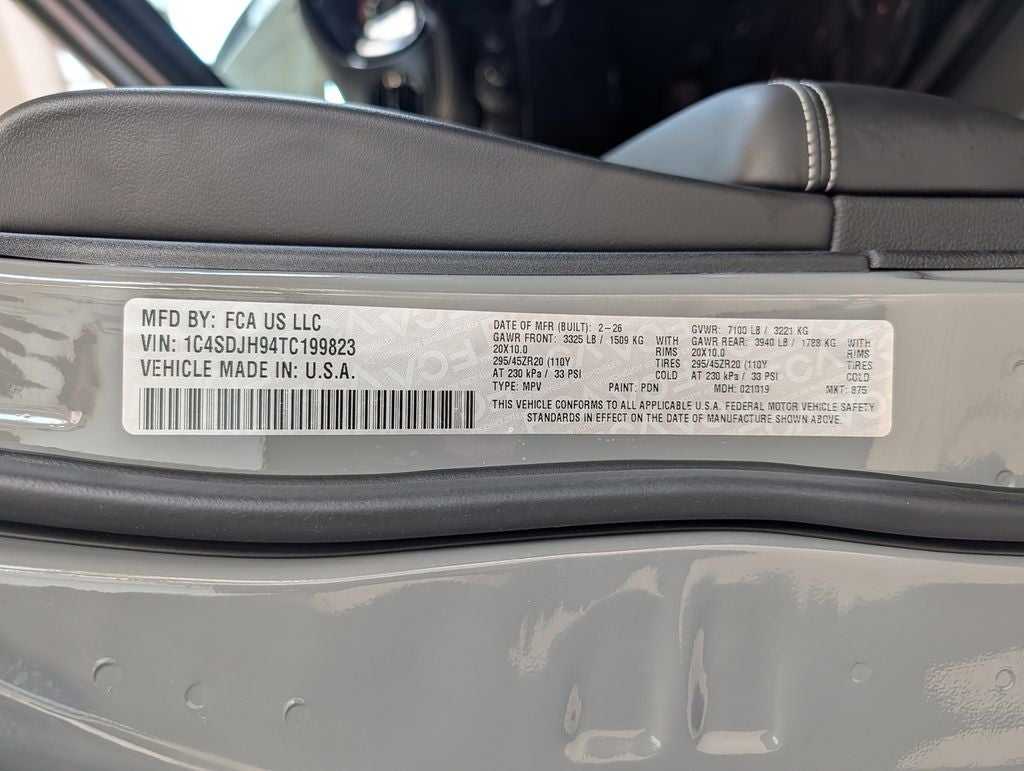 MFD BY: FCA US LLC
VIN: 1C4SDJH94TC199823
VEHICLE MADE IN: U.S.A.
DATE OF MFR (BUILT): 2-26
GVWR: 7100 LB / 3221 KG
GAWR FRONT: 3325 LB / 1509 KG WITH
20X10.0 RIMS
295/45ZR20 (110Y TIRES
AT 230 kPa / 33 PSI COLD
GAWR REAR: 3940 LB / 1788 KG WITH
20X10.0 RIMS
295/45ZR20 (110Y TIRES
AT 230 kPa / 33 PSI COLD
TYPE: MPV PAINT: PDN MDH: 021019 MKT: 875
THIS VEHICLE CONFORMS TO ALL APPLICABLE U.S.A. FEDERAL MOTOR VEHICLE SAFETY
STANDARDS IN EFFECT ON THE DATE OF MANUFACTURE SHOWN ABOVE.